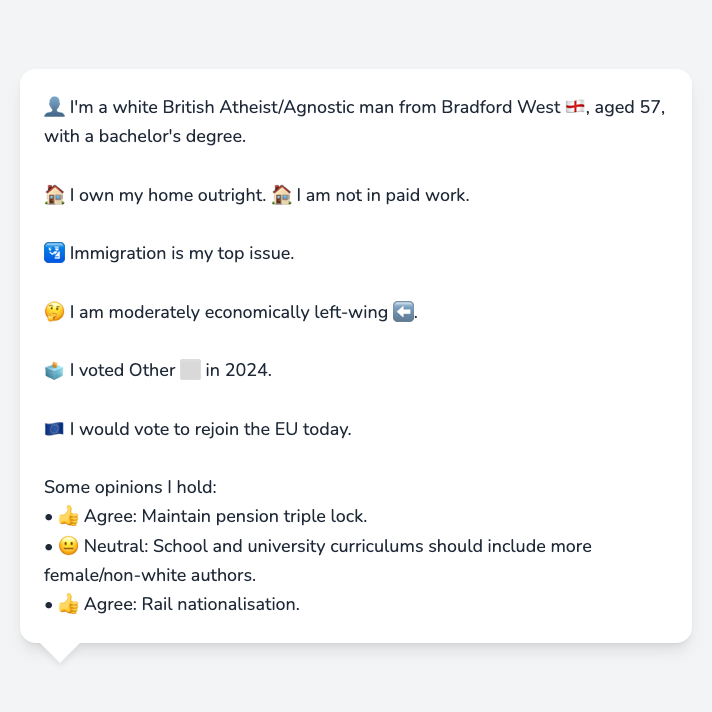 👤 I'm a white British Atheist/Agnostic man from Bradford West 🏴󠁧󠁢󠁥󠁮󠁧󠁿, aged 57,
with a bachelor's degree.
🏠 I own my home outright. 🏠 I am not in paid work.
🛂 Immigration is my top issue.
🤔 I am moderately economically left-wing ⬅️.
🗳️ I voted Other ⬜ in 2024.
🇪🇺 I would vote to rejoin the EU today.
Some opinions I hold:
• 👍 Agree: Maintain pension triple lock.
• 😐 Neutral: School and university curriculums should include more
female/non-white authors.
• 👍 Agree: Rail nationalisation.